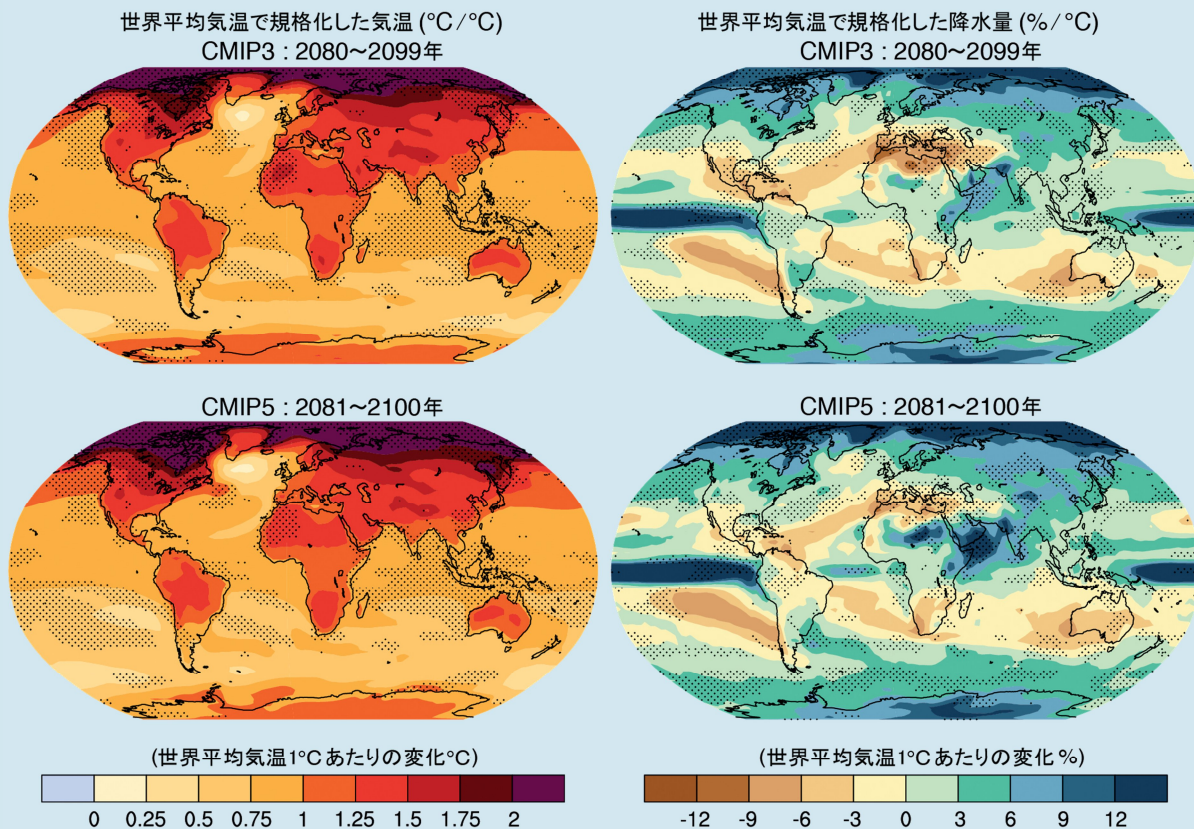 世界平均気温で規格化した気温 (°C/°C)
CMIP3 : 2080～2099年
世界平均気温で規格化した降水量 (%/°C)
CMIP3 : 2080～2099年
CMIP5 : 2081～2100年
CMIP5 : 2081～2100年
(世界平均気温1°Cあたりの変化°C)
0 0.25 0.5 0.75 1 1.25 1.5 1.75 2
(世界平均気温1°Cあたりの変化%)
-12 -9 -6 -3 0 3 6 9 12